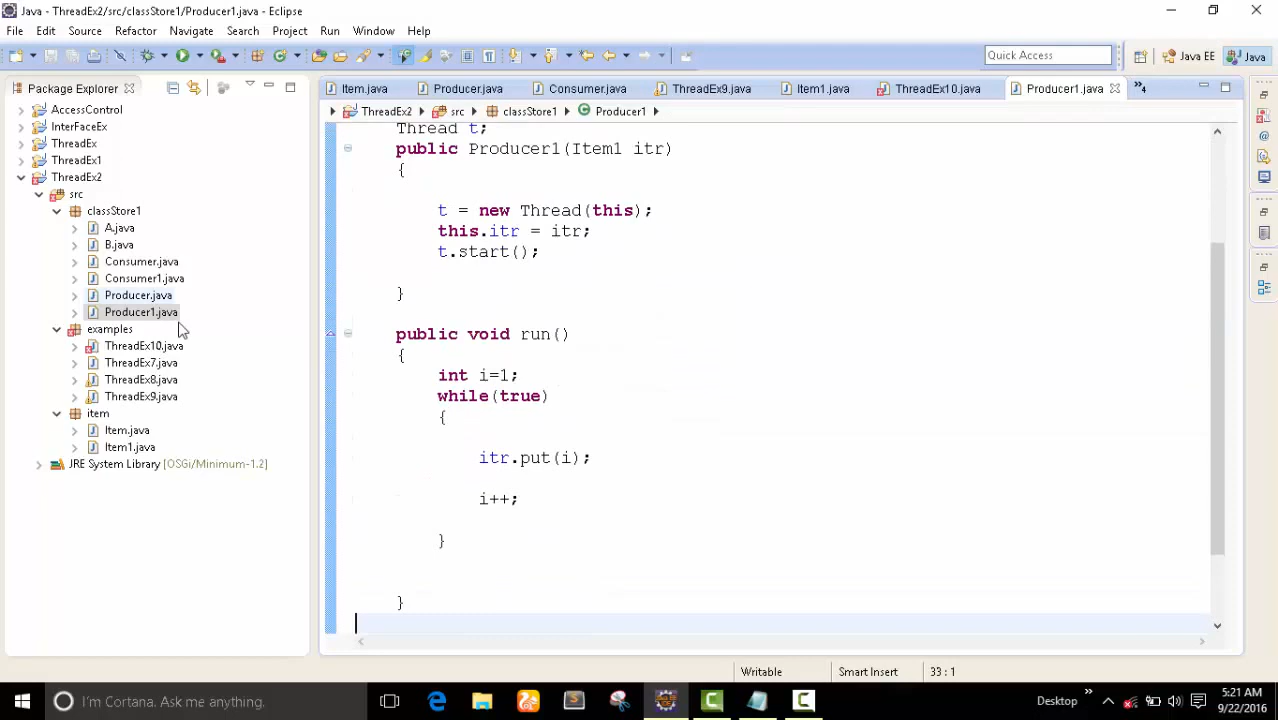 Java - ThreadEx2/src/classStore1/Producer1.java - Eclipse
File Edit Source Refactor Navigate Search Project Run Window Help
Quick Access
Java EE
Java
Package Explorer
Item.java Producer.java Consumer.java ThreadEx9.java Item1.java ThreadEx10.java Producer1.java »4
ThreadEx2 src classStore1 Producer1
AccessControl
InterFaceEx
ThreadEx
ThreadEx1
ThreadEx2
src
classStore1
A.java
B.java
Consumer.java
Consumer1.java
Producer.java
Producer1.java
examples
ThreadEx10.java
ThreadEx7.java
ThreadEx8.java
ThreadEx9.java
item
Item.java
Item1.java
JRE System Library [OSGi/Minimum-1.2]
Thread t;
public Producer1(Item1 itr)
{
t = new Thread(this);
this.itr = itr;
t.start();
}
public void run()
{
int i=1;
while(true)
{
itr.put(i);
i++;
}
}
Writable Smart Insert 33 : 1
I'm Cortana. Ask me anything.
Desktop
5:21 AM
9/22/2016